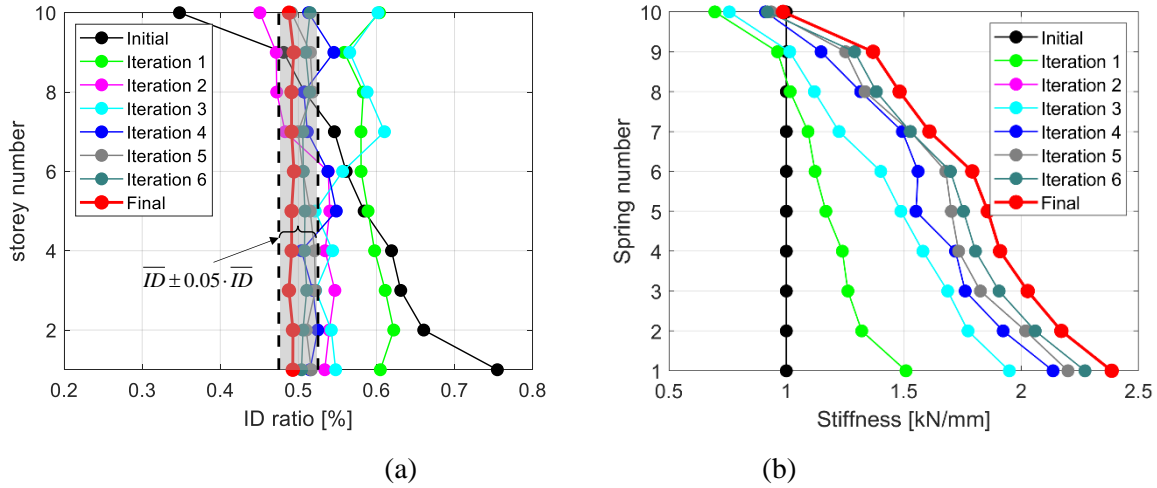 10
8
6
4
2
storey number
Initial
Iteration 1
Iteration 2
Iteration 3
Iteration 4
Iteration 5
Iteration 6
Final
\overline{ID} ± 0.05 · \overline{ID}
0.2 0.3 0.4 0.5 0.6 0.7 0.8
ID ratio [%]
(a)
10
9
8
7
6
5
4
3
2
1
Spring number
Initial
Iteration 1
Iteration 2
Iteration 3
Iteration 4
Iteration 5
Iteration 6
Final
0.5 1 1.5 2 2.5
Stiffness [kN/mm]
(b)